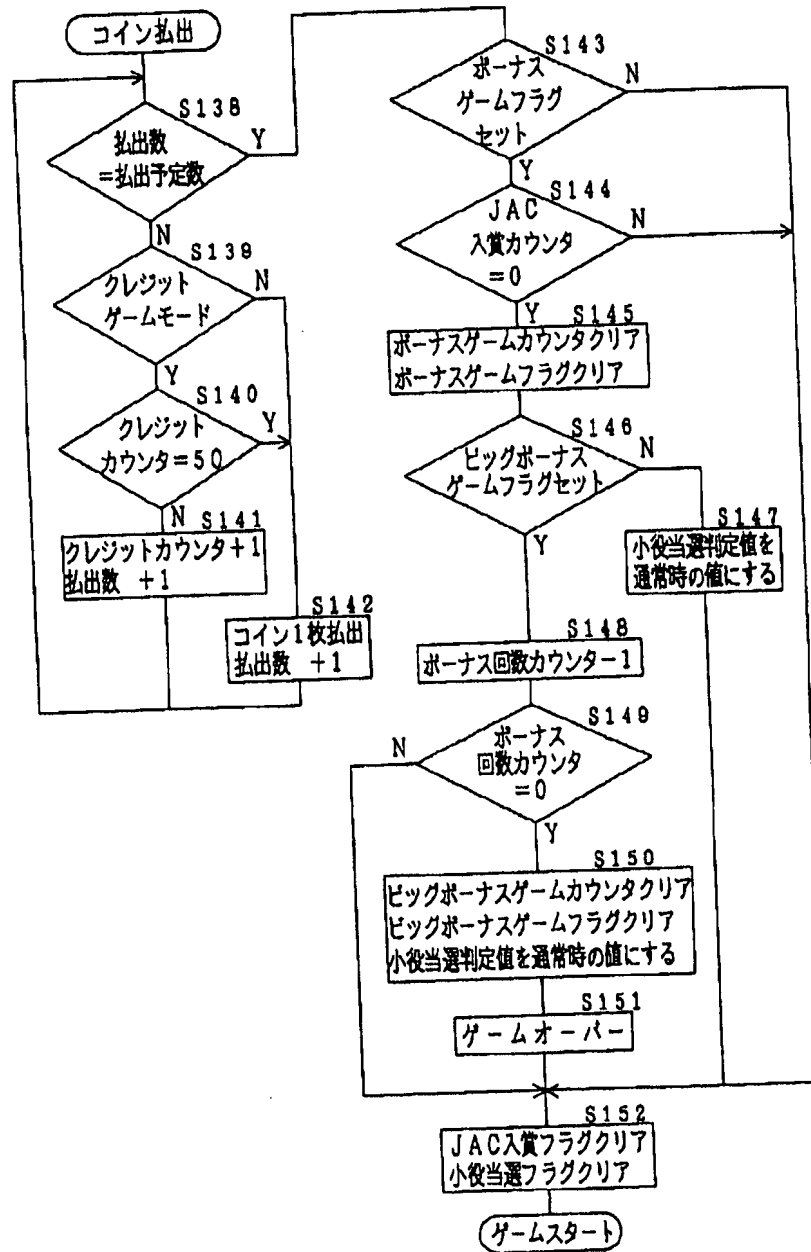 コイン払出
S138
払出数
=払出予定数
Y
N
S139
クレジット
ゲームモード
N
Y
S140
クレジット
カウンタ=50
Y
N
S141
クレジットカウンタ+1
払出数 +1
S142
コイン1枚払出
払出数 +1
S143
ボーナス
ゲームフラグ
セット
N
Y
S144
JAC
入賞カウンタ
=0
N
Y
S145
ボーナスゲームカウンタクリア
ボーナスゲームフラグクリア
S146
ビッグボーナス
ゲームフラグセット
N
Y
S147
小役当選判定値を
通常時の値にする
S148
ボーナス回数カウンター1
S149
ボーナス
回数カウンタ
=0
N
Y
S150
ビッグボーナスゲームカウンタクリア
ビッグボーナスゲームフラグクリア
小役当選判定値を通常時の値にする
S151
ゲームオーバー
S152
JAC入賞フラグクリア
小役当選フラグクリア
ゲームスタート